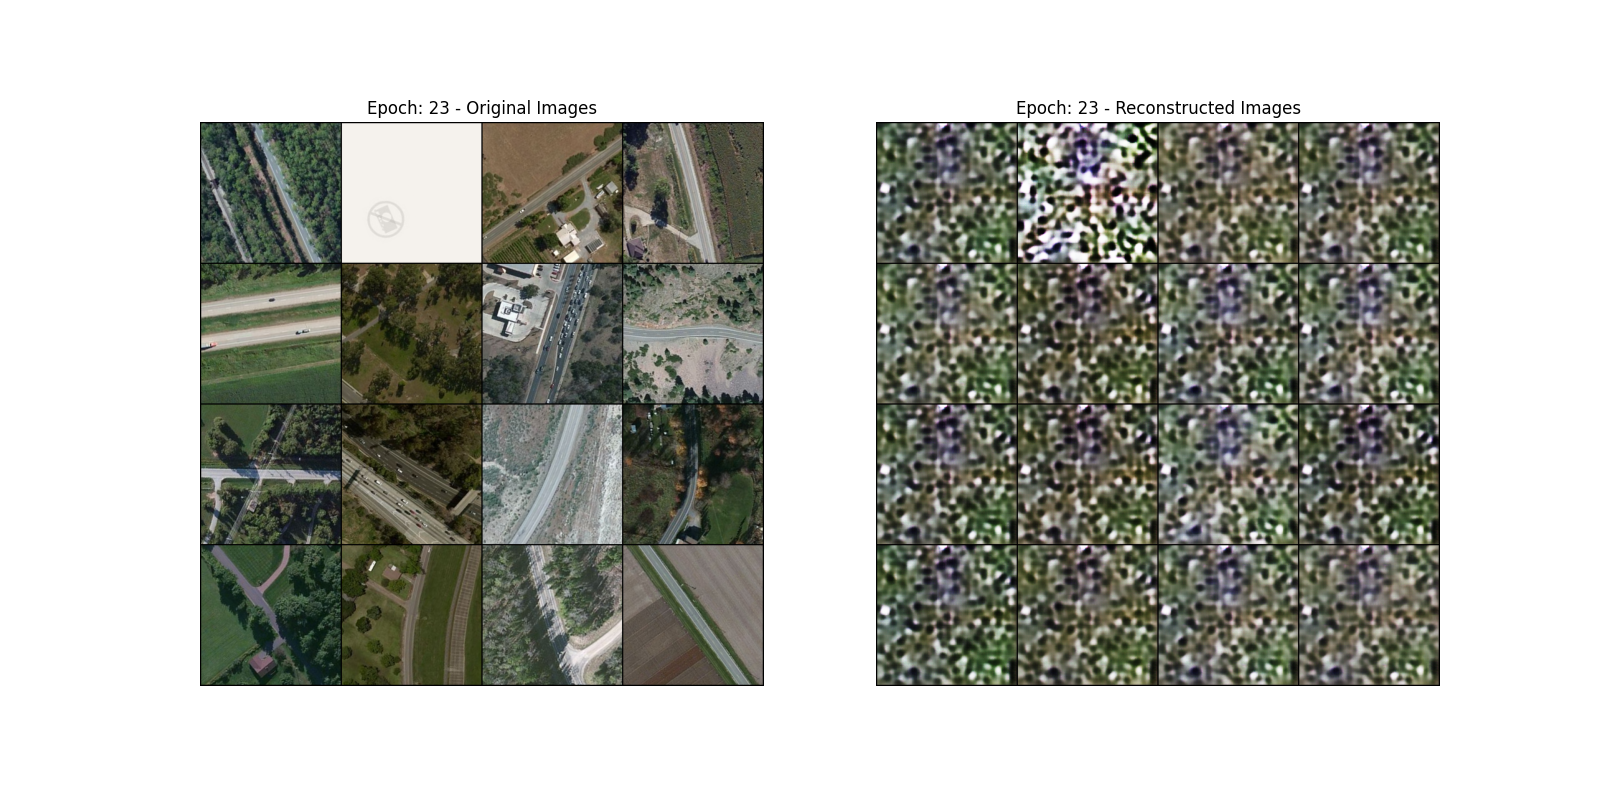 Epoch: 23 - Original Images
Epoch: 23 - Reconstructed Images